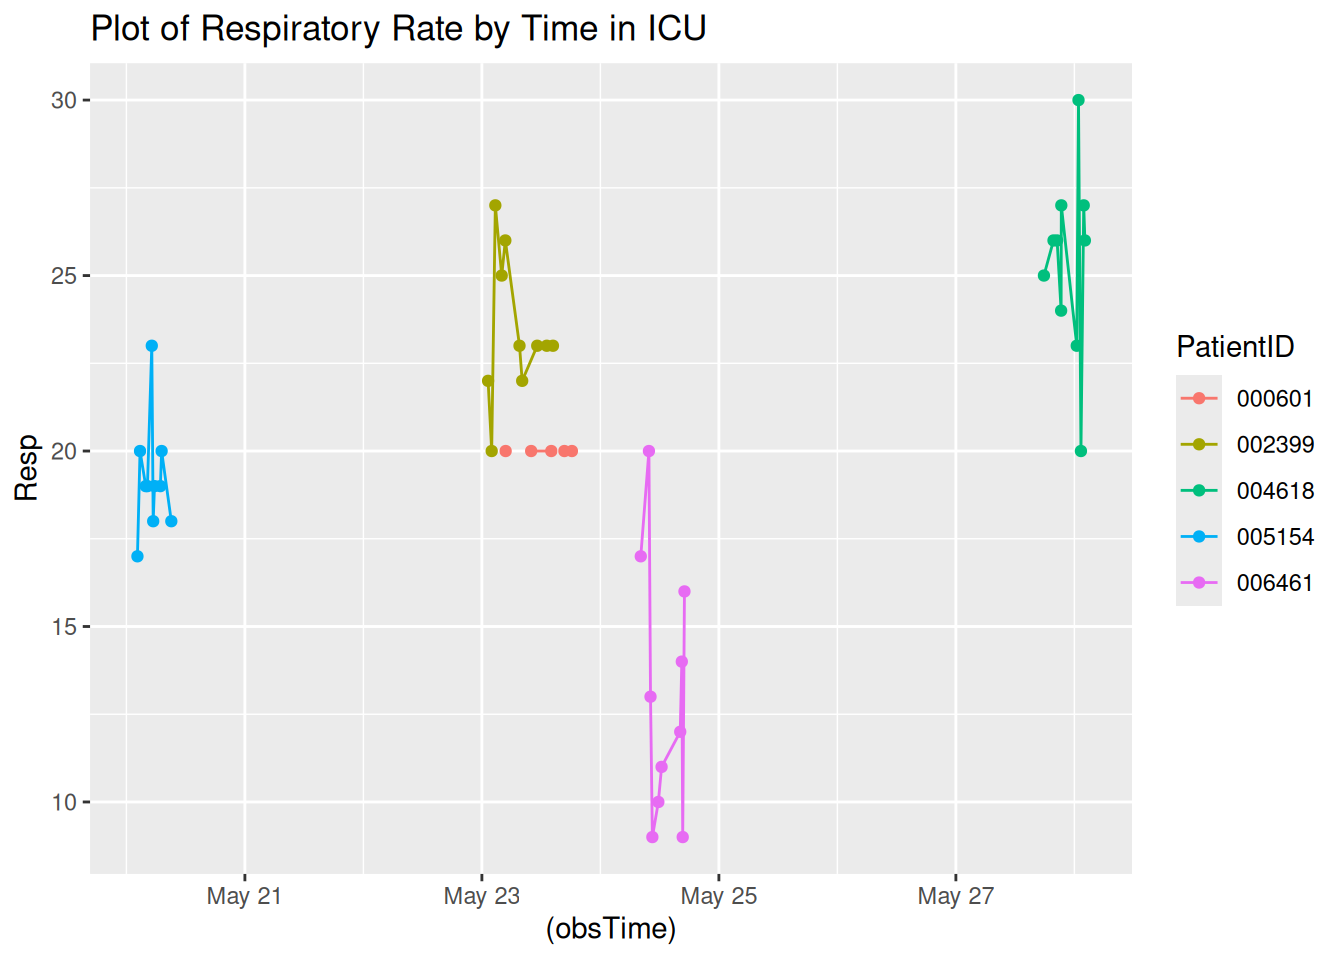 Plot of Respiratory Rate by Time in ICU
30
25
20
15
10
Resp
May 21
May 23
May 25
May 27
(obsTime)
PatientID
000601
002399
004618
005154
006461